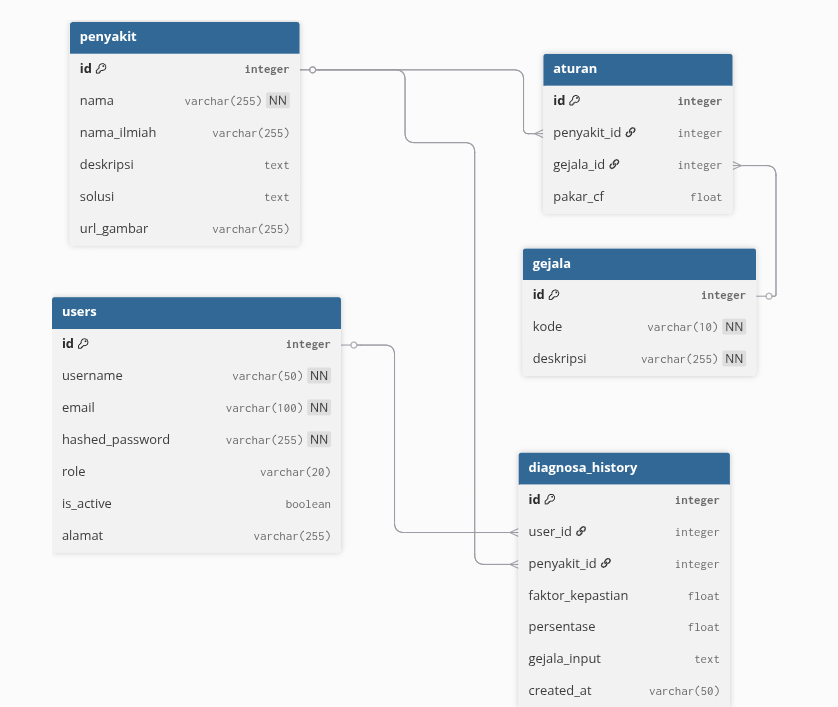 penyakit
id integer
nama varchar(255) NN
nama_ilmiah varchar(255)
deskripsi text
solusi text
url_gambar varchar(255)
aturan
id integer
penyakit_id integer
gejala_id integer
pakar_cf float
gejala
id integer
kode varchar(10) NN
deskripsi varchar(255) NN
users
id integer
username varchar(50) NN
email varchar(100) NN
hashed_password varchar(255) NN
role varchar(20)
is_active boolean
alamat varchar(255)
diagnosa_history
id integer
user_id integer
penyakit_id integer
faktor_kepastian float
persentase float
gejala_input text
created_at varchar(50)